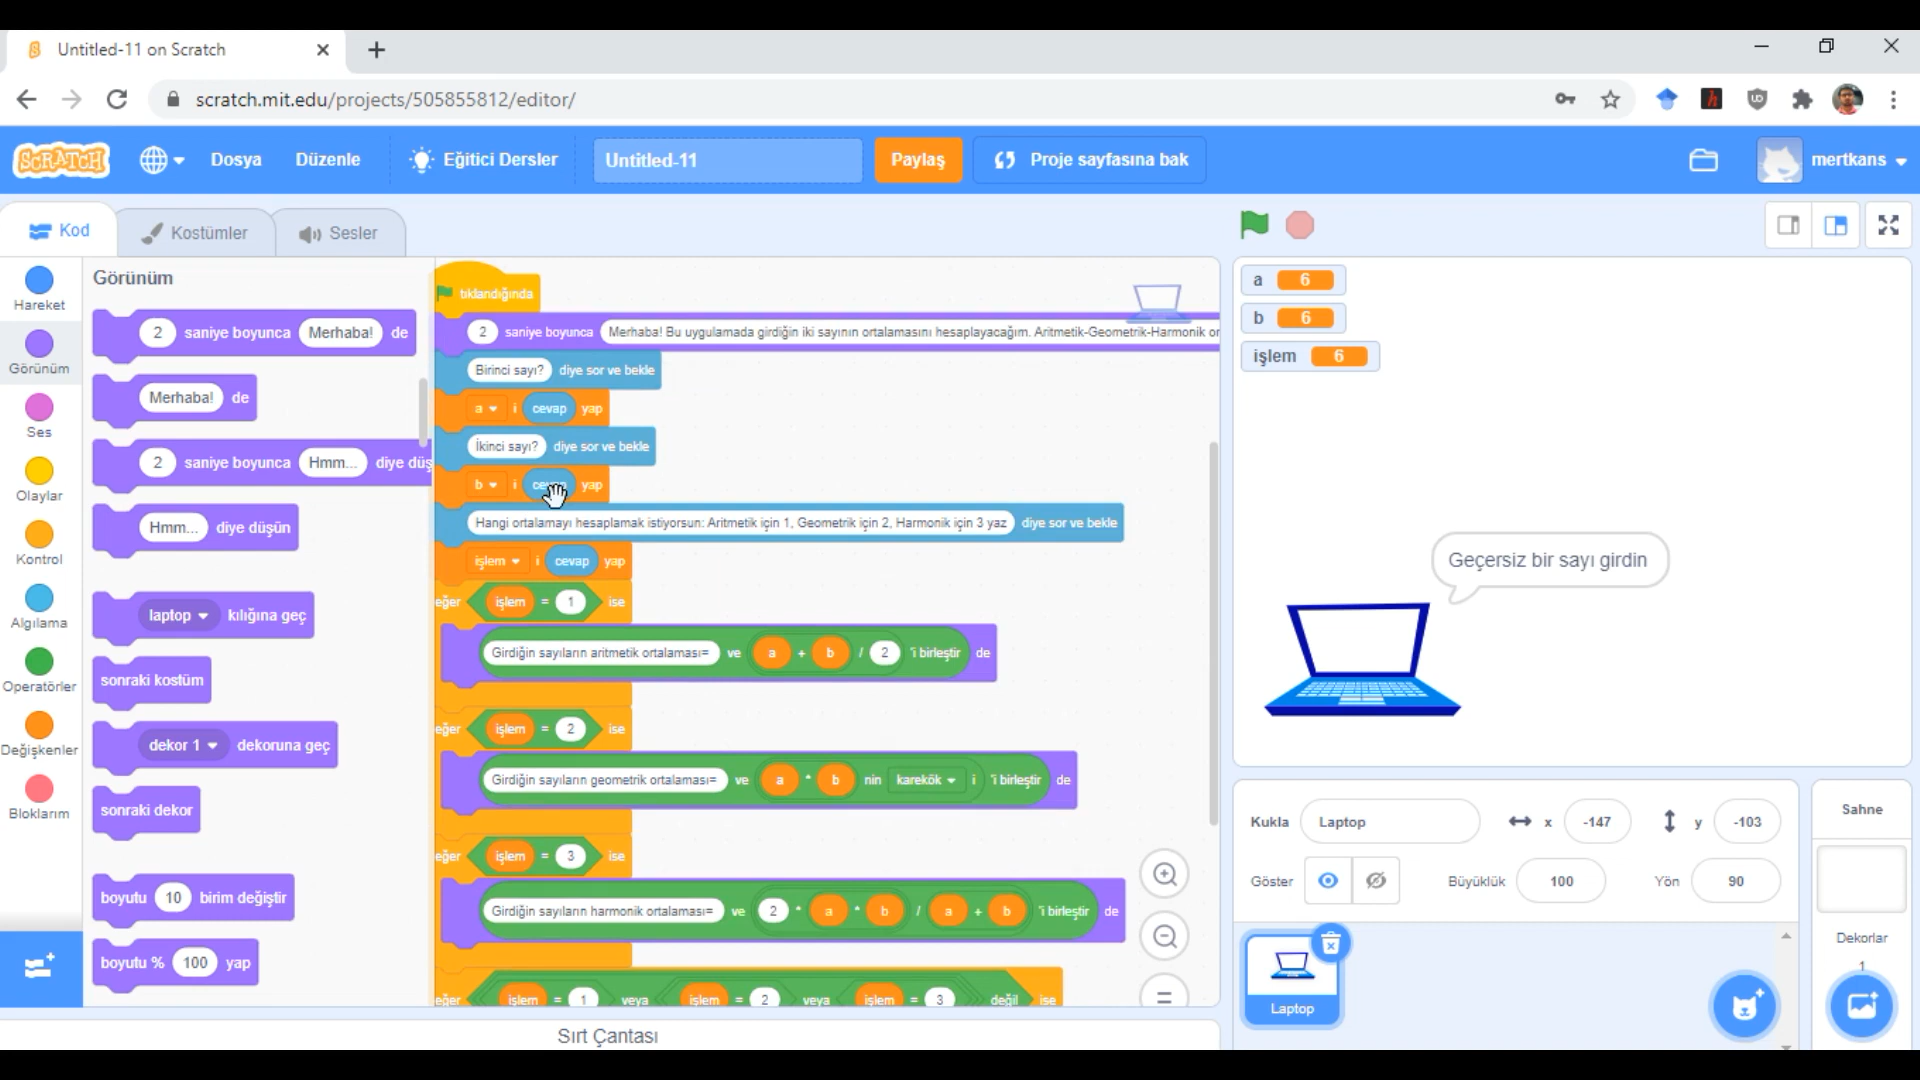 Untitled-11 on Scratch
scratch.mit.edu/projects/505855812/editor/
SCRATCH
Dosya
Düzenle
Eğitici Dersler
Untitled-11
Paylaş
Proje sayfasına bak
mertkans
Kod
Kostümler
Sesler
Hareket
Görünüm
Ses
Olaylar
Kontrol
Algılama
Operatörler
Değişkenler
Bloklarım
Görünüm
2 saniye boyunca Merhaba! de
Merhaba! de
2 saniye boyunca Hmm... diye düş
Hmm... diye düşün
laptop kılığına geç
sonraki kostüm
dekor 1 dekoruna geç
sonraki dekor
boyutu 10 birim değiştir
boyutu % 100 yap
tıklandığında
2 saniye boyunca Merhaba! Bu uygulamada girdiğin iki sayının ortalamasını hesaplayacağım. Aritmetik-Geometrik-Harmonik or
Birinci sayı? diye sor ve bekle
a i cevap yap
İkinci sayı? diye sor ve bekle
b i cevap yap
Hangi ortalamayı hesaplamak istiyorsun: Aritmetik için 1, Geometrik için 2, Harmonik için 3 yaz diye sor ve bekle
işlem i cevap yap
eğer işlem = 1 ise
Girdiğin sayıların aritmetik ortalaması= ve a + b / 2 'i birleştir de
eğer işlem = 2 ise
Girdiğin sayıların geometrik ortalaması= ve a * b nin karekök i 'i birleştir de
eğer işlem = 3 ise
Girdiğin sayıların harmonik ortalaması= ve 2 * a * b / a + b 'i birleştir de
eğer işlem = 1 veya işlem = 2 veya işlem = 3 değil ise
Sırt Çantası
a 6
b 6
işlem 6
Geçersiz bir sayı girdin
Kukla Laptop x -147 y -103
Göster Büyüklük 100 Yön 90
Laptop
Sahne
Dekorlar
1